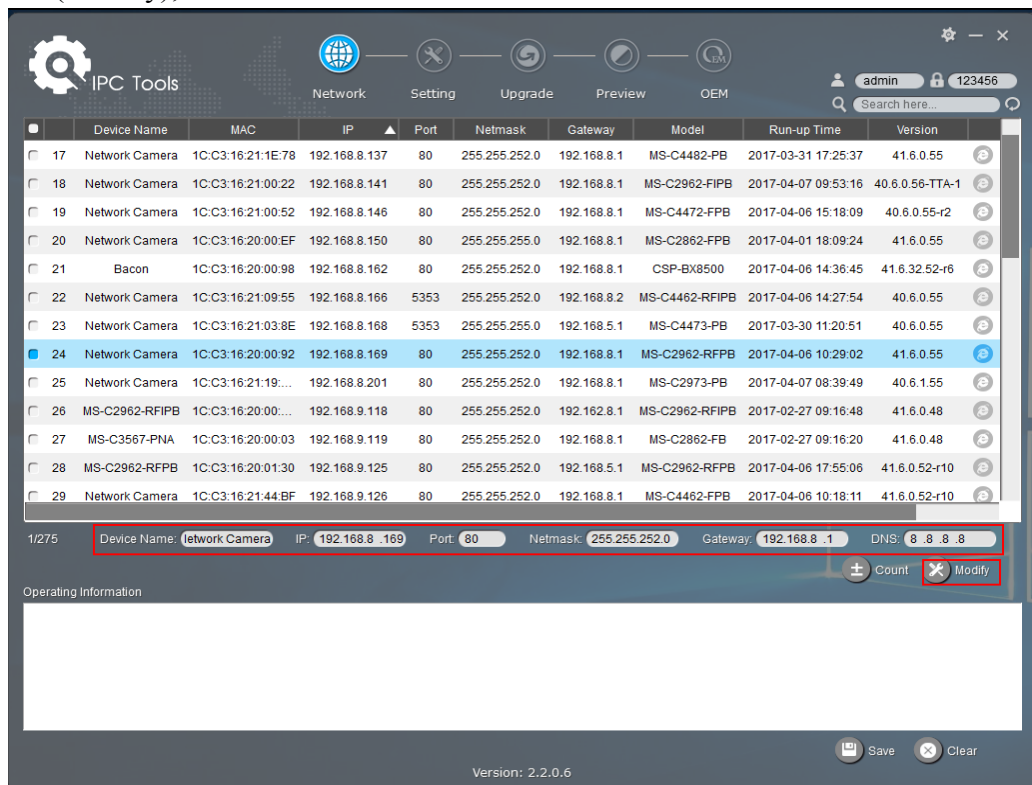 IPC Tools
Network Setting Upgrade Preview OEM
admin 123456
Search here...
Device Name MAC IP Port Netmask Gateway Model Run-up Time Version
17 Network Camera 1C:C3:16:21:1E:78 192.168.8.137 80 255.255.252.0 192.168.8.1 MS-C4482-PB 2017-03-31 17:25:37 41.6.0.55
18 Network Camera 1C:C3:16:21:00:22 192.168.8.141 80 255.255.252.0 192.168.8.1 MS-C2962-FIPB 2017-04-07 09:53:16 40.6.0.56-TTA-1
19 Network Camera 1C:C3:16:21:00:52 192.168.8.146 80 255.255.252.0 192.168.8.1 MS-C4472-FPB 2017-04-06 15:18:09 40.6.0.55-r2
20 Network Camera 1C:C3:16:20:00:EF 192.168.8.150 80 255.255.255.0 192.168.8.1 MS-C2862-FPB 2017-04-01 18:09:24 41.6.0.55
21 Bacon 1C:C3:16:20:00:98 192.168.8.162 80 255.255.255.0 192.168.8.1 CSP-BX8500 2017-04-06 14:36:45 41.6.32.52-r6
22 Network Camera 1C:C3:16:21:09:55 192.168.8.166 5353 255.255.252.0 192.168.8.2 MS-C4462-RFIPB 2017-04-06 14:27:54 40.6.0.55
23 Network Camera 1C:C3:16:21:03:8E 192.168.8.168 5353 255.255.255.0 192.168.5.1 MS-C4473-PB 2017-03-30 11:20:51 40.6.0.55
24 Network Camera 1C:C3:16:20:00:92 192.168.8.169 80 255.255.252.0 192.168.8.1 MS-C2962-RFPB 2017-04-06 10:29:02 41.6.0.55
25 Network Camera 1C:C3:16:21:19:... 192.168.8.201 80 255.255.252.0 192.168.8.1 MS-C2973-PB 2017-04-07 08:39:49 40.6.1.55
26 MS-C2962-RFIPB 1C:C3:16:20:00:... 192.168.9.118 80 255.255.252.0 192.162.8.1 MS-C2962-RFIPB 2017-02-27 09:16:48 41.6.0.48
27 MS-C3567-PNA 1C:C3:16:20:00:03 192.168.9.119 80 255.255.252.0 192.168.8.1 MS-C2862-FB 2017-02-27 09:16:20 41.6.0.48
28 MS-C2962-RFPB 1C:C3:16:20:01:30 192.168.9.125 80 255.255.252.0 192.168.5.1 MS-C2962-RFPB 2017-04-06 17:55:06 41.6.0.52-r10
29 Network Camera 1C:C3:16:21:44:BF 192.168.9.126 80 255.255.252.0 192.168.8.1 MS-C4462-FPB 2017-04-06 10:18:11 41.6.0.52-r10
1/275 Device Name: letwork Camera IP: 192.168.8 .169 Port: 80 Netmask: 255.255.252.0 Gateway: 192.168.8 .1 DNS: 8 .8 .8 .8
Count Modify
Operating Information
Save Clear
Version: 2.2.0.6